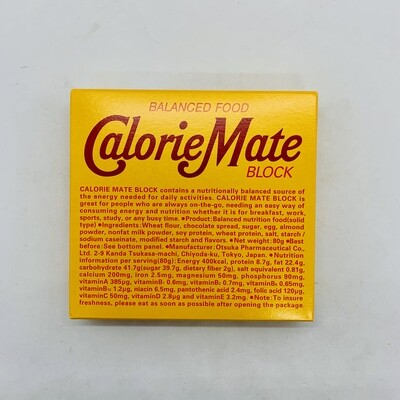 BALANCED FOOD
CalorieMate
BLOCK
CALORIE MATE BLOCK contains a nutritionally balanced source of
the energy needed for daily activities. CALORIE MATE BLOCK is
great for people who are always on-the-go, needing an easy way of
consuming energy and nutrition whether it is for breakfast, work,
sports, study, or any busy time. ●Product: Balanced nutrition food(solid
type) ●Ingredients: Wheat flour, chocolate spread, sugar, egg, almond
powder, nonfat milk powder, soy protein, wheat protein, salt, starch /
sodium caseinate, modified starch and flavors. ●Net weight: 80g ●Best
before: See bottom panel. ●Manufacturer: Otsuka Pharmaceutical Co.,
Ltd. 2-9 Kanda Tsukasa-machi, Chiyoda-ku, Tokyo, Japan. ●Nutrition
information per serving(80g): Energy 400kcal, protein 8.7g, fat 22.4g,
carbohydrate 41.7g(sugar 39.7g, dietary fiber 2g), salt equivalent 0.81g,
calcium 200mg, iron 2.5mg, magnesium 50mg, phosphorus 90mg,
vitaminA 385μg, vitaminB₁ 0.6mg, vitaminB₂ 0.7mg, vitaminB₆ 0.65mg,
vitaminB₁₂ 1.2μg, niacin 6.5mg, pantothenic acid 2.4mg, folic acid 120μg,
vitaminC 50mg, vitaminD 2.8μg and vitaminE 3.2mg. ●Note: To insure
freshness, please eat as soon as possible after opening the package.